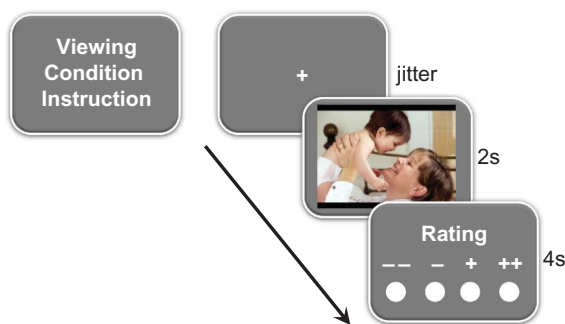 Viewing
Condition
Instruction
+
jitter
2s
Rating
−− − + ++
4s